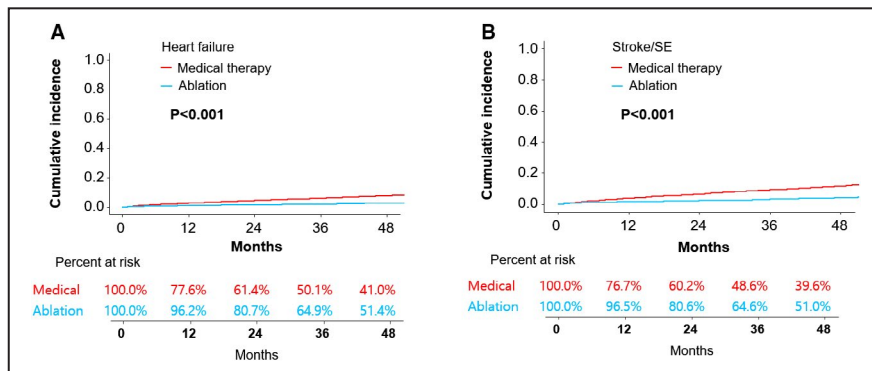 A
Heart failure
Medical therapy
Ablation
P<0.001
Cumulative incidence
1.0
0.8
0.6
0.4
0.2
0.0
0 12 24 36 48
Months
Percent at risk
Medical 100.0% 77.6% 61.4% 50.1% 41.0%
Ablation 100.0% 96.2% 80.7% 64.9% 51.4%
0 12 24 36 48
Months
B
Stroke/SE
Medical therapy
Ablation
P<0.001
Cumulative incidence
1.0
0.8
0.6
0.4
0.2
0.0
0 12 24 36 48
Months
Percent at risk
Medical 100.0% 76.7% 60.2% 48.6% 39.6%
Ablation 100.0% 96.5% 80.6% 64.6% 51.0%
0 12 24 36 48
Months